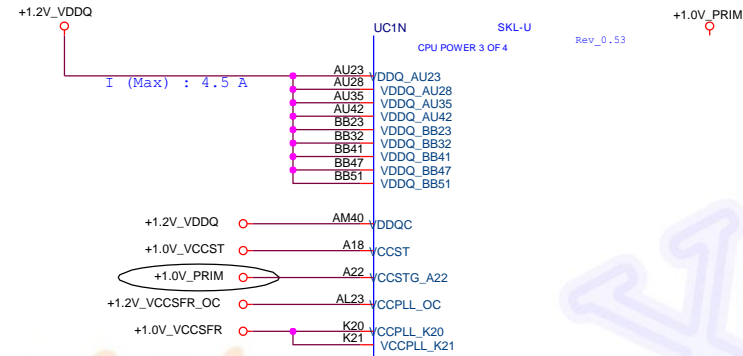 +1.2V_VDDQ
+1.0V_PRIM
UC1N
SKL-U
Rev_0.53
CPU POWER 3 OF 4
I (Max) : 4.5 A
AU23 VDDQ_AU23
AU28 VDDQ_AU28
AU35 VDDQ_AU35
AU42 VDDQ_AU42
BB23 VDDQ_BB23
BB32 VDDQ_BB32
BB41 VDDQ_BB41
BB47 VDDQ_BB47
BB51 VDDQ_BB51
+1.2V_VDDQ AM40 VDDQC
+1.0V_VCCST A18 VCCST
+1.0V_PRIM A22 VCCSTG_A22
+1.2V_VCCSFR_OC AL23 VCCPLL_OC
+1.0V_VCCSFR K20 VCCPLL_K20
K21 VCCPLL_K21